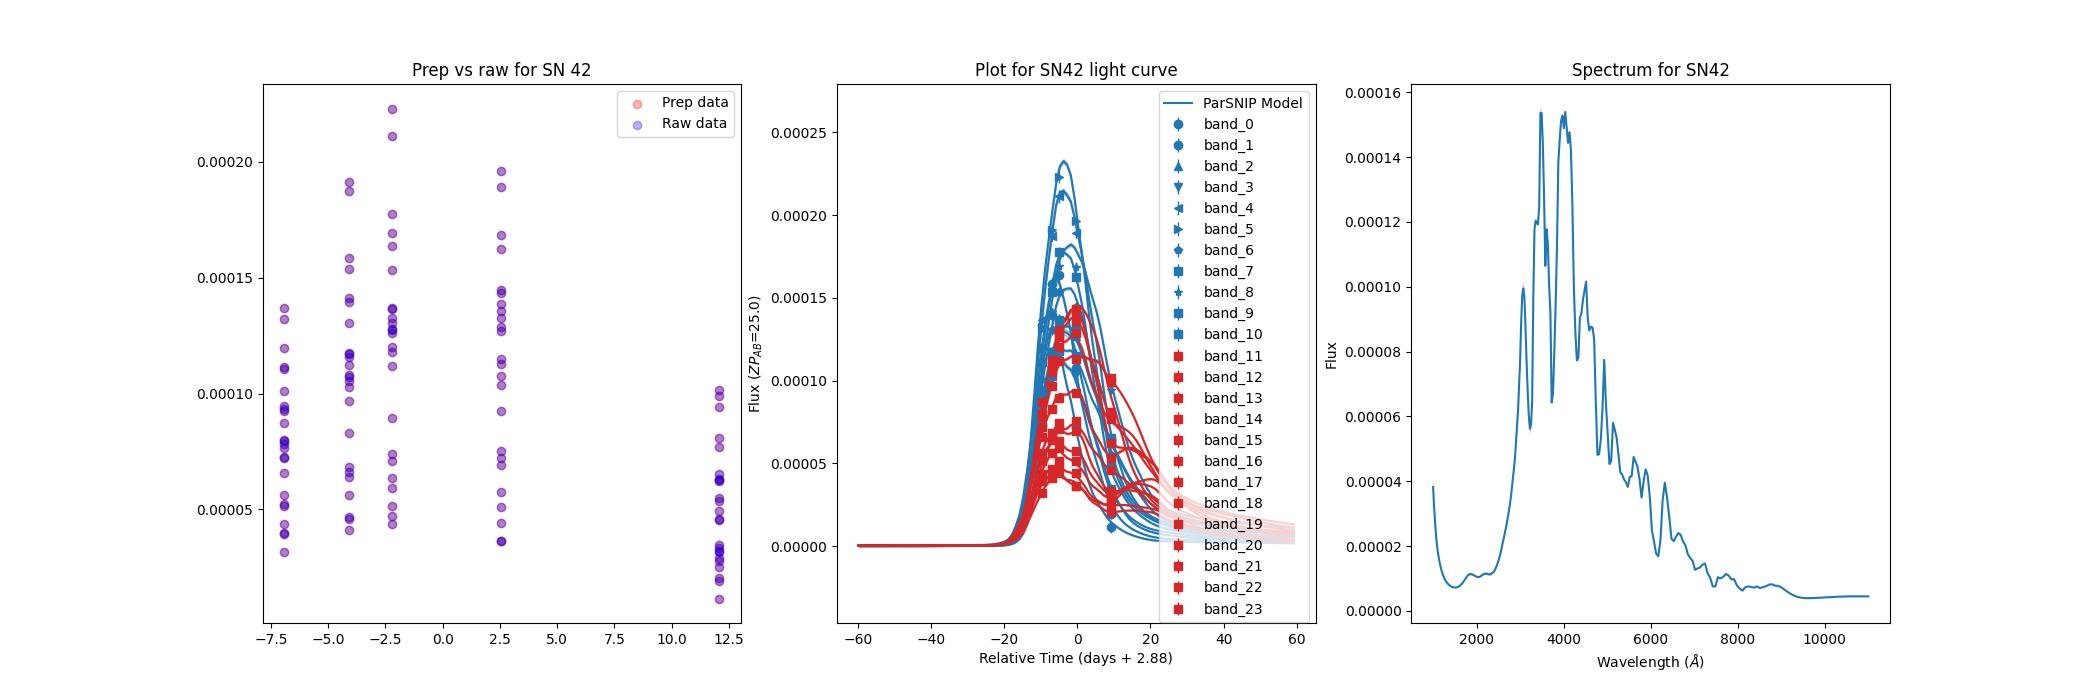 Prep vs raw for SN 42
Prep data
Raw data
0.00020
0.00015
0.00010
0.00005
−7.5 −5.0 −2.5 0.0 2.5 5.0 7.5 10.0 12.5
Plot for SN42 light curve
Flux (ZP_AB=25.0)
0.00025
0.00020
0.00015
0.00010
0.00005
0.00000
ParSNIP Model
band_0
band_1
band_2
band_3
band_4
band_5
band_6
band_7
band_8
band_9
band_10
band_11
band_12
band_13
band_14
band_15
band_16
band_17
band_18
band_19
band_20
band_21
band_22
band_23
−60 −40 −20 0 20 40 60
Relative Time (days + 2.88)
Spectrum for SN42
Flux
0.00016
0.00014
0.00012
0.00010
0.00008
0.00006
0.00004
0.00002
0.00000
2000 4000 6000 8000 10000
Wavelength (Å)